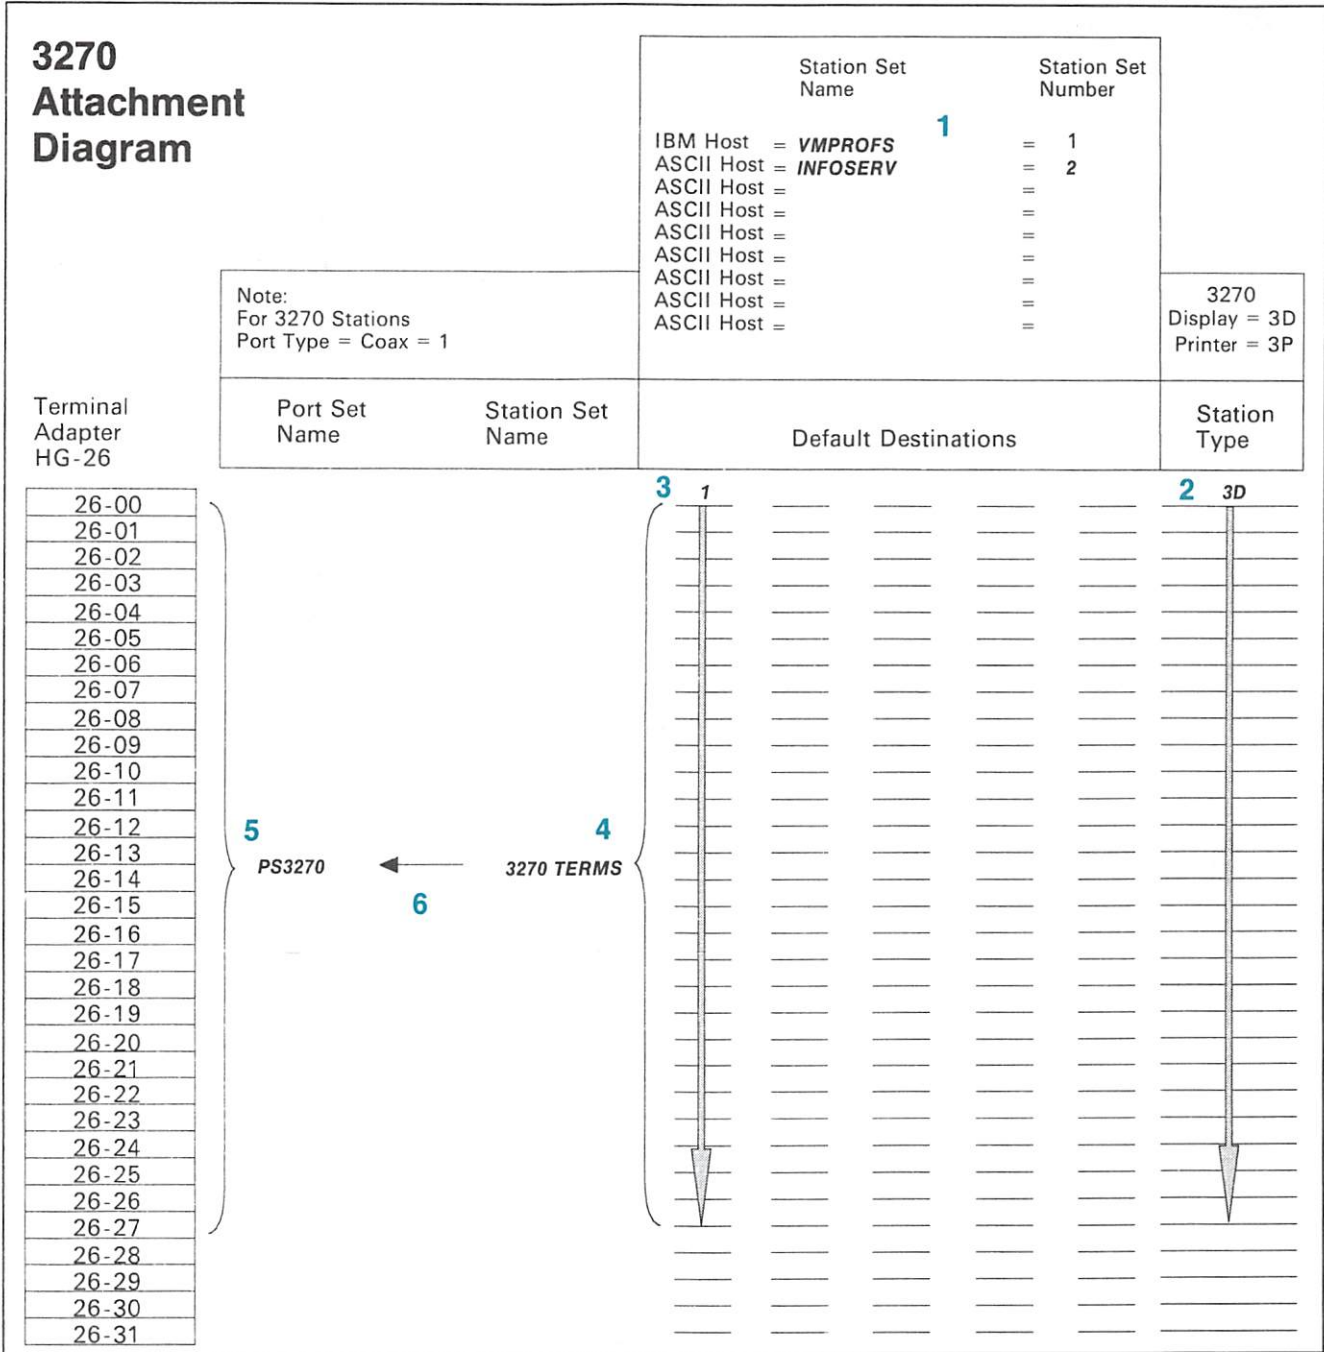 3270
Attachment
Diagram
Station Set
Name
Station Set
Number
1
IBM Host = VMPROFS = 1
ASCII Host = INFOSERV = 2
ASCII Host = =
ASCII Host = =
ASCII Host = =
ASCII Host = =
ASCII Host = =
ASCII Host = =
ASCII Host = =
Note:
For 3270 Stations
Port Type = Coax = 1
3270
Display = 3D
Printer = 3P
Terminal
Adapter
HG-26
Port Set
Name
Station Set
Name
Default Destinations
Station
Type
3 1 2 3D
26-00
26-01
26-02
26-03
26-04
26-05
26-06
26-07
26-08
26-09
26-10
26-11
26-12
26-13
26-14
26-15
26-16
26-17
26-18
26-19
26-20
26-21
26-22
26-23
26-24
26-25
26-26
26-27
26-28
26-29
26-30
26-31
5
PS3270
6
4
3270 TERMS